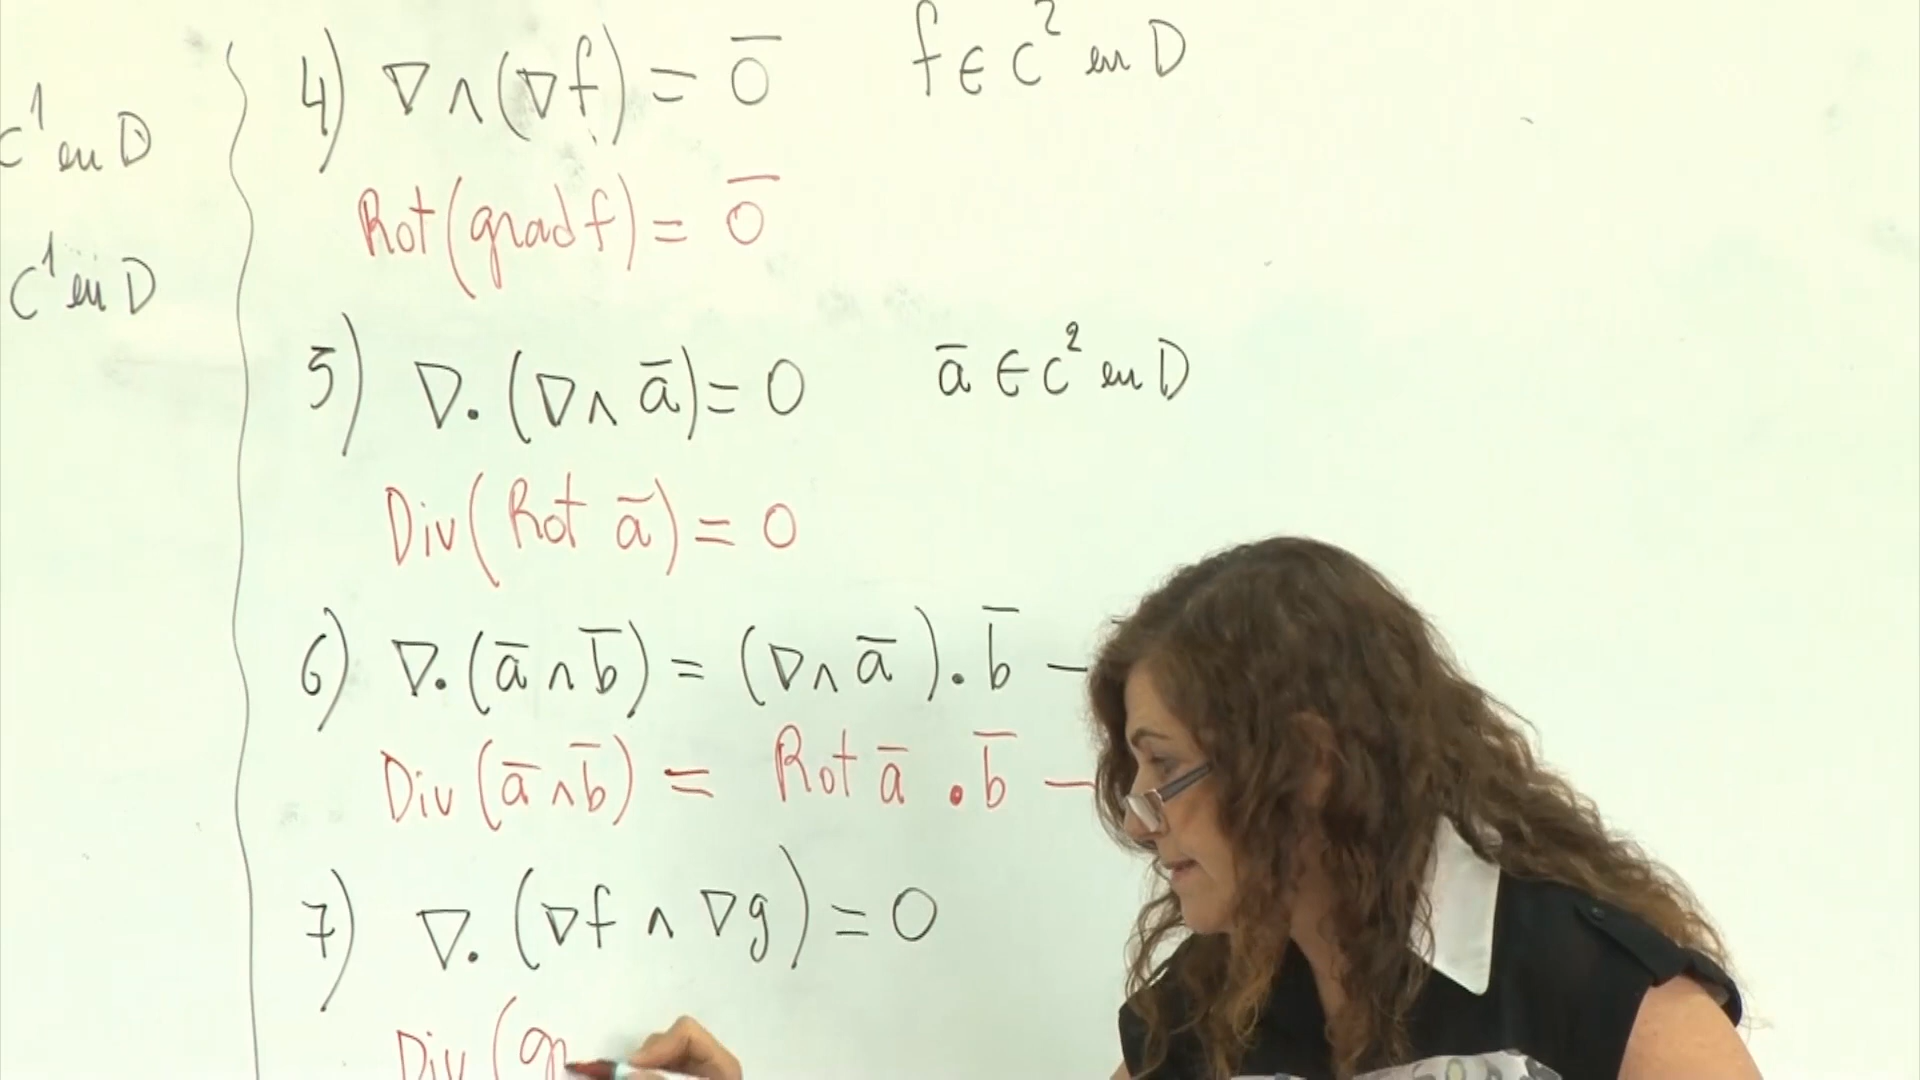 C¹ en D
C¹ en D
4) ∇∧(∇f) = 0̅ f ∈ C² en D
Rot(grad f) = 0̅
5) ∇·(∇∧a̅) = 0 a̅ ∈ C² en D
Div(Rot a̅) = 0
6) ∇·(a̅∧b̅) = (∇∧a̅)·b̅ −
Div(a̅∧b̅) = Rot a̅ · b̅ −
7) ∇·(∇f ∧ ∇g) = 0
Div (gr